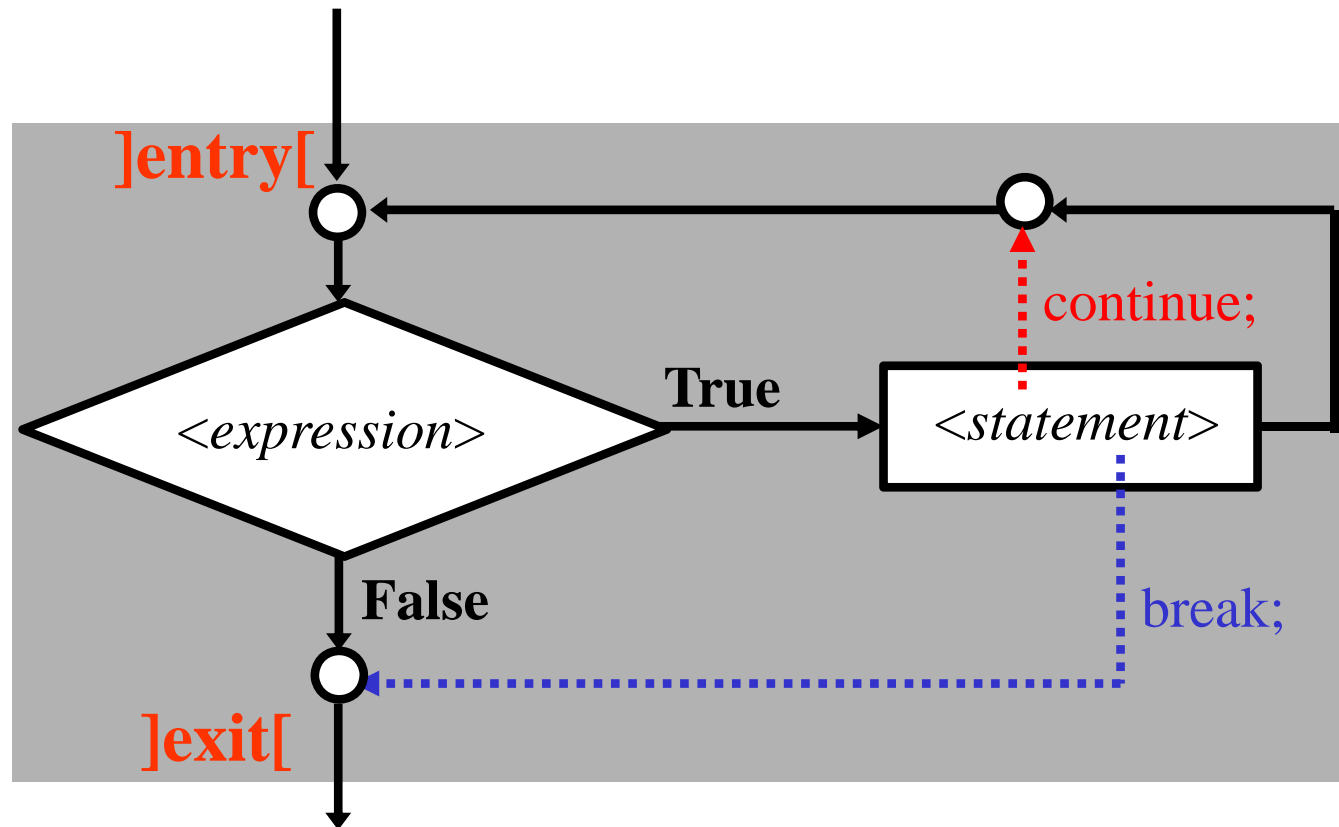 ]entry[
continue;
True
<expression>
<statement>
False
break;
]exit[